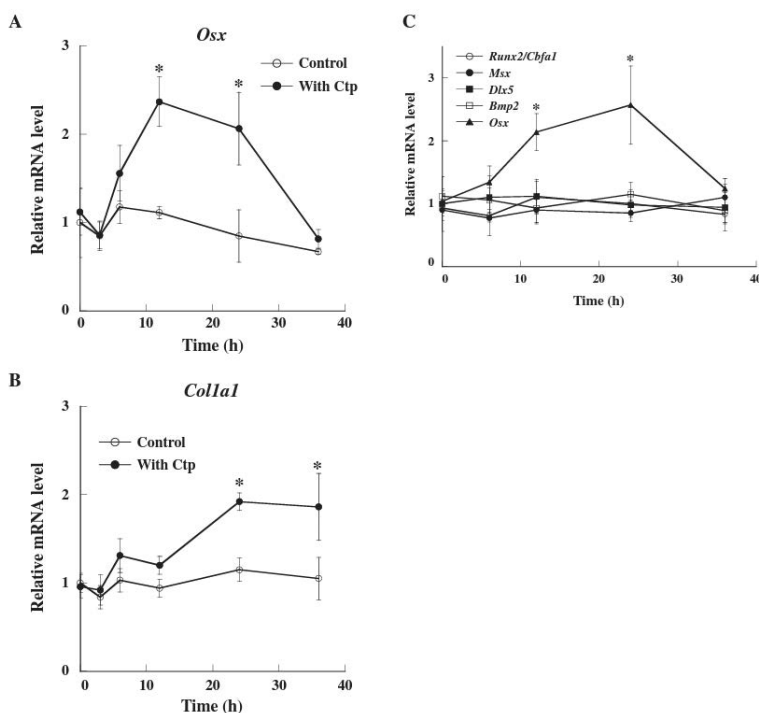 A
Osx
3
2
1
0
Relative mRNA level
Control
With Ctp
*
*
0
10
20
30
40
Time (h)
B
Col1a1
3
2
1
0
Relative mRNA level
Control
With Ctp
*
*
0
10
20
30
40
Time (h)
C
Runx2/Cbfa1
Msx
Dlx5
Bmp2
Osx
3
2
1
0
Relative mRNA level
*
*
0
10
20
30
40
Time (h)